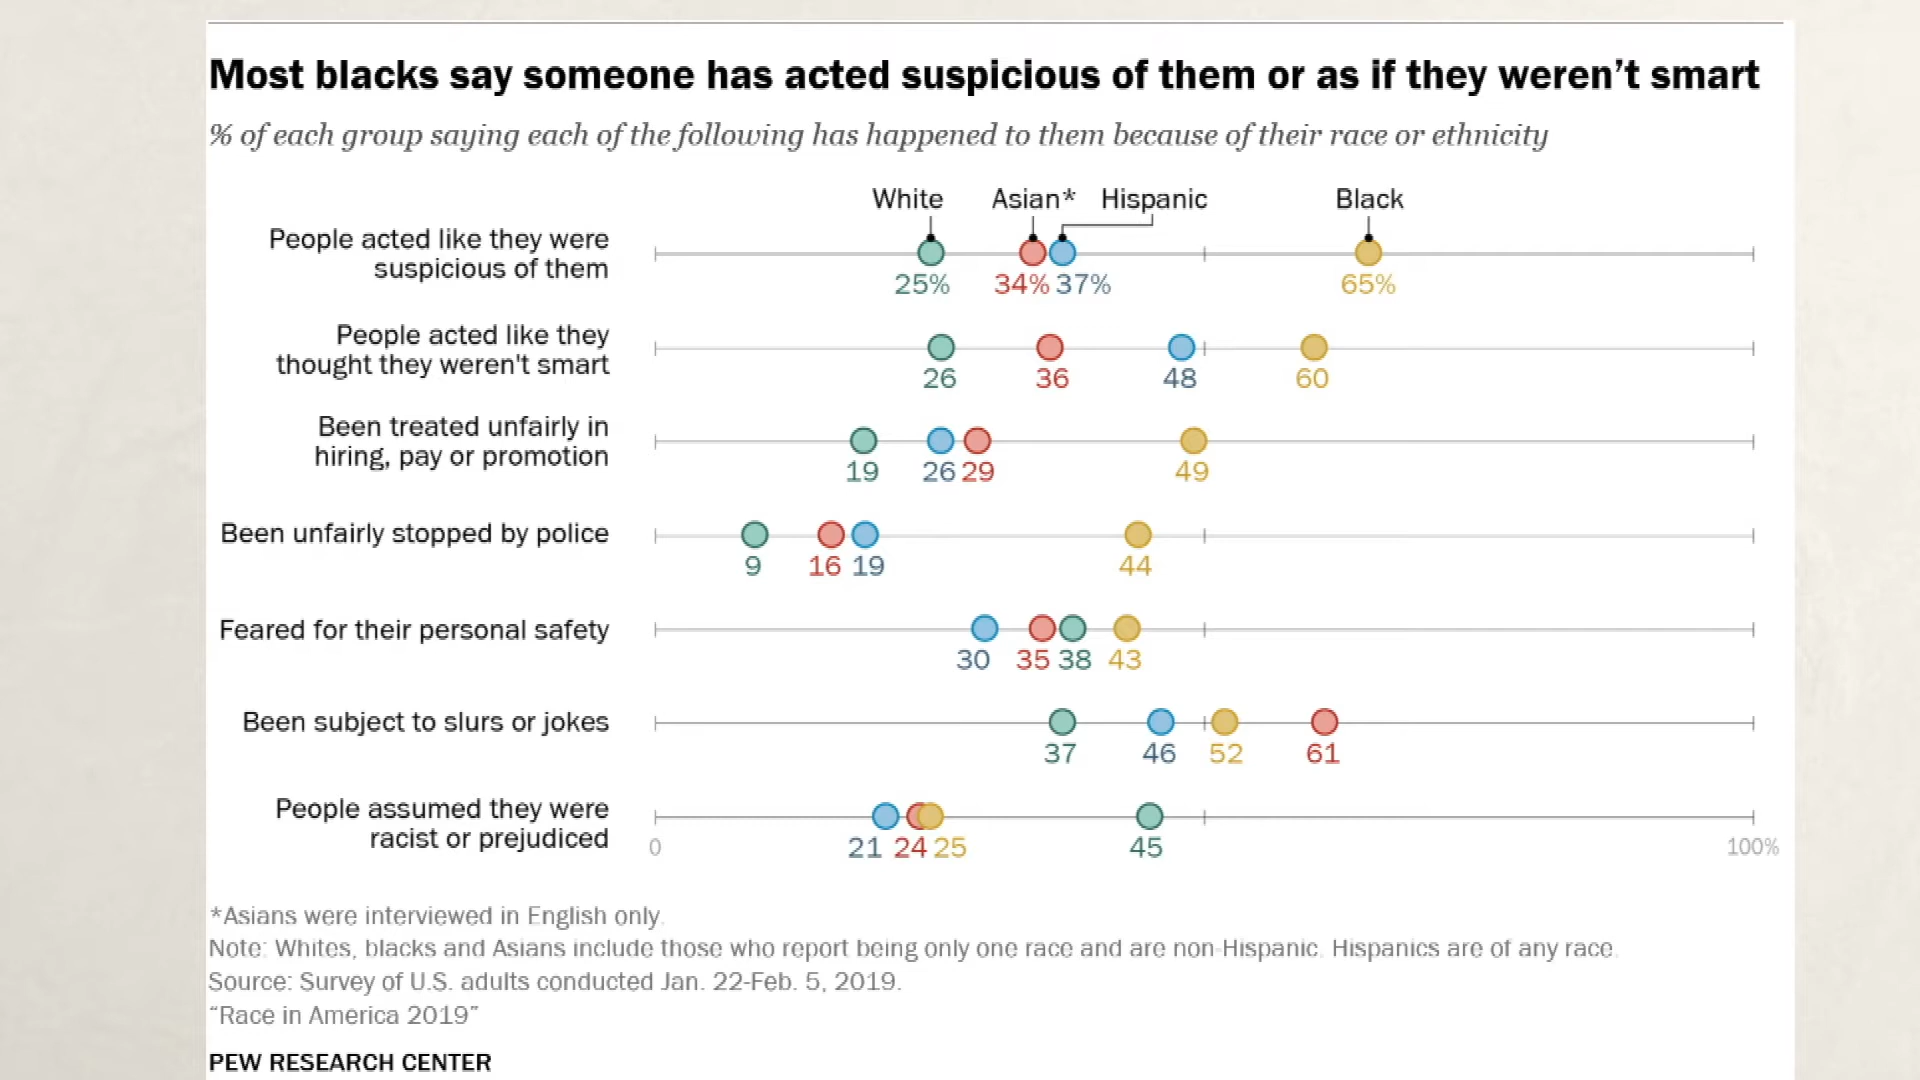 Most blacks say someone has acted suspicious of them or as if they weren't smart
% of each group saying each of the following has happened to them because of their race or ethnicity
White Asian* Hispanic Black
People acted like they were
suspicious of them
25% 34% 37% 65%
People acted like they
thought they weren't smart
26 36 48 60
Been treated unfairly in
hiring, pay or promotion
19 26 29 49
Been unfairly stopped by police
9 16 19 44
Feared for their personal safety
30 35 38 43
Been subject to slurs or jokes
37 46 52 61
People assumed they were
racist or prejudiced
21 24 25 45
0 100%
*Asians were interviewed in English only.
Note: Whites, blacks and Asians include those who report being only one race and are non-Hispanic. Hispanics are of any race.
Source: Survey of U.S. adults conducted Jan. 22-Feb. 5, 2019.
“Race in America 2019”
PEW RESEARCH CENTER